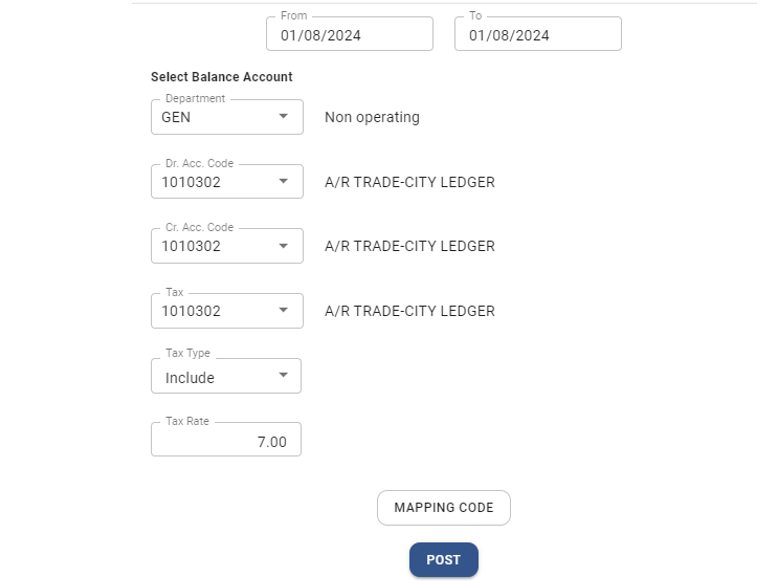 From To
01/08/2024 01/08/2024
Select Balance Account
Department
GEN Non operating
Dr. Acc. Code
1010302 A/R TRADE-CITY LEDGER
Cr. Acc. Code
1010302 A/R TRADE-CITY LEDGER
Tax
1010302 A/R TRADE-CITY LEDGER
Tax Type
Include
Tax Rate
7.00
MAPPING CODE
POST